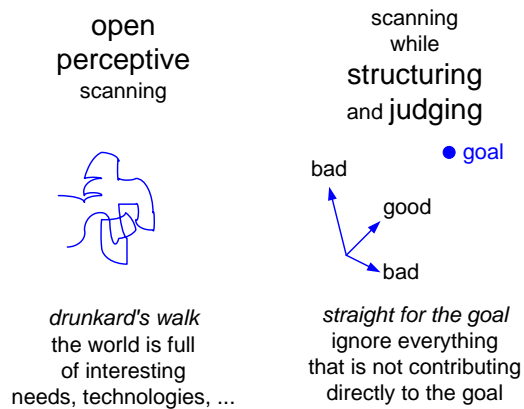 open
perceptive
scanning
drunkard's walk
the world is full
of interesting
needs, technologies, ...
scanning
while
structuring
and judging
goal
bad
good
bad
straight for the goal
ignore everything
that is not contributing
directly to the goal